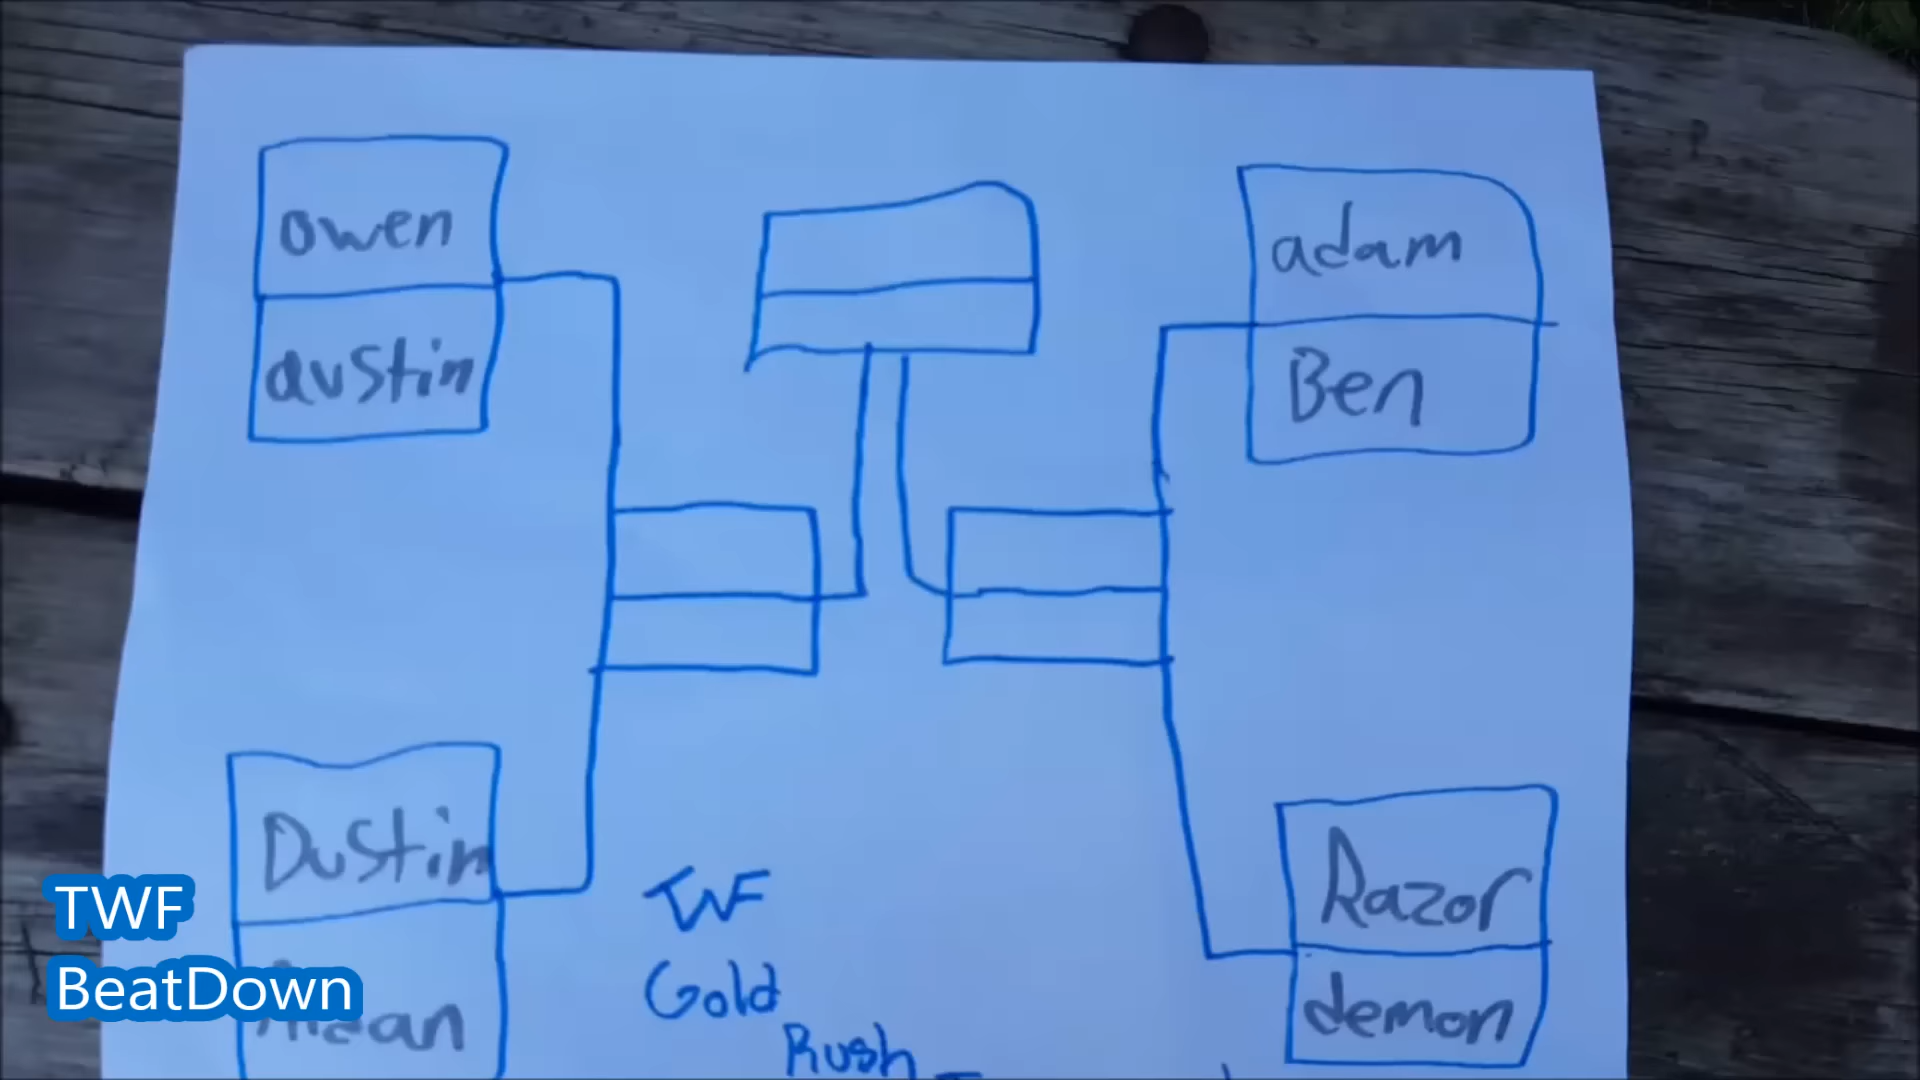 owen
austin
adam
Ben
Dustin
Razor
demon
TWF
Gold
Rush
TWF
BeatDown